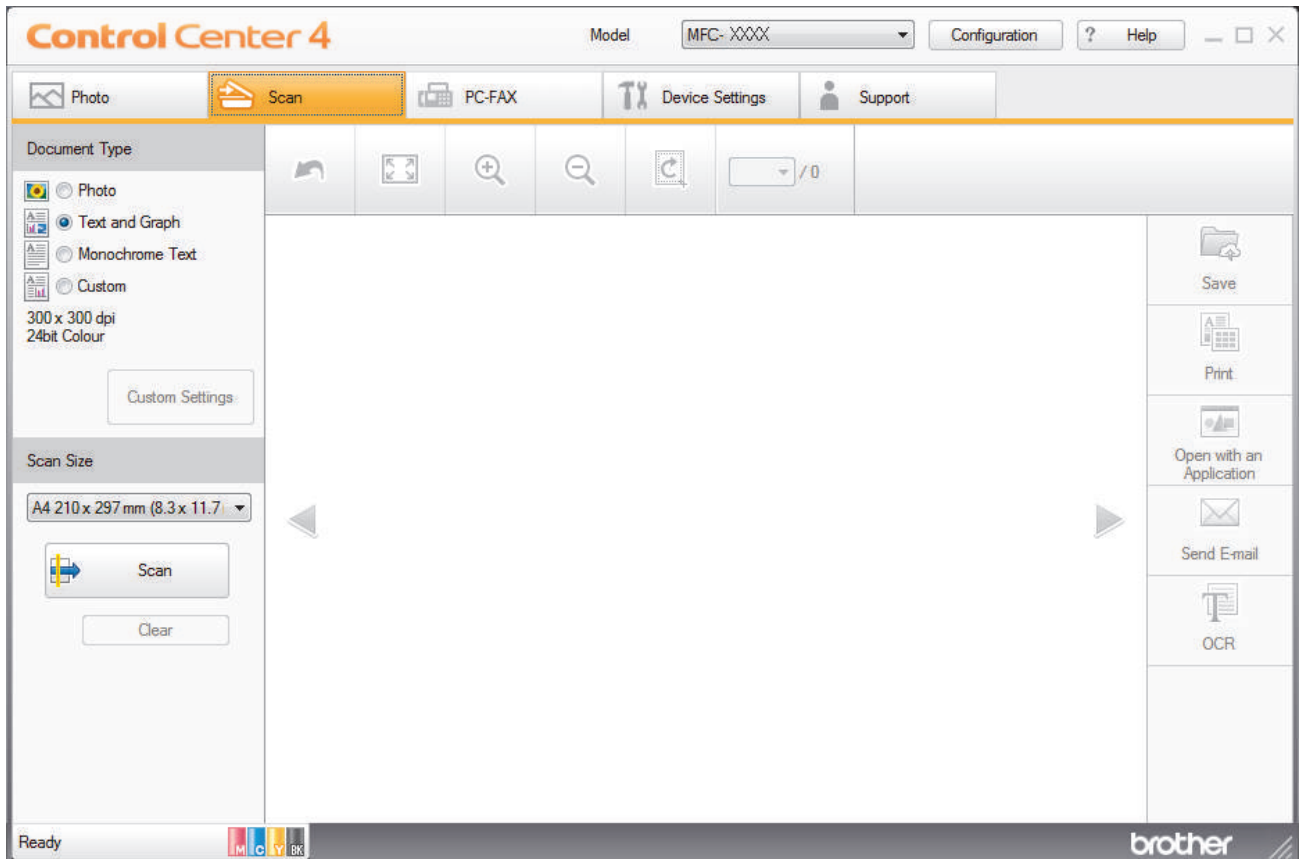 Control Center 4
Model MFC- XXXX Configuration ? Help
Photo Scan PC-FAX Device Settings Support
Document Type
Photo
Text and Graph
Monochrome Text
Custom
300 x 300 dpi
24bit Colour
Custom Settings
Scan Size
A4 210 x 297 mm (8.3 x 11.7
Scan
Clear
/ 0
Save
Print
Open with an
Application
Send E-mail
OCR
Ready M C Y BK brother